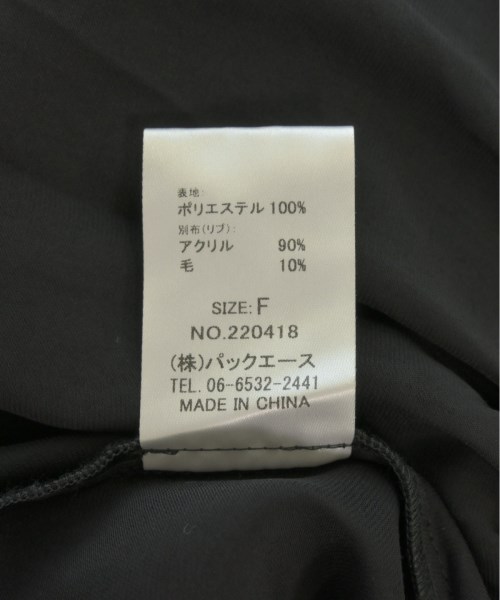 表地:
ポリエステル 100%
別布(リブ):
アクリル 90%
毛 10%
SIZE: F
NO.220418
(株)パックエース
TEL. 06-6532-2441
MADE IN CHINA